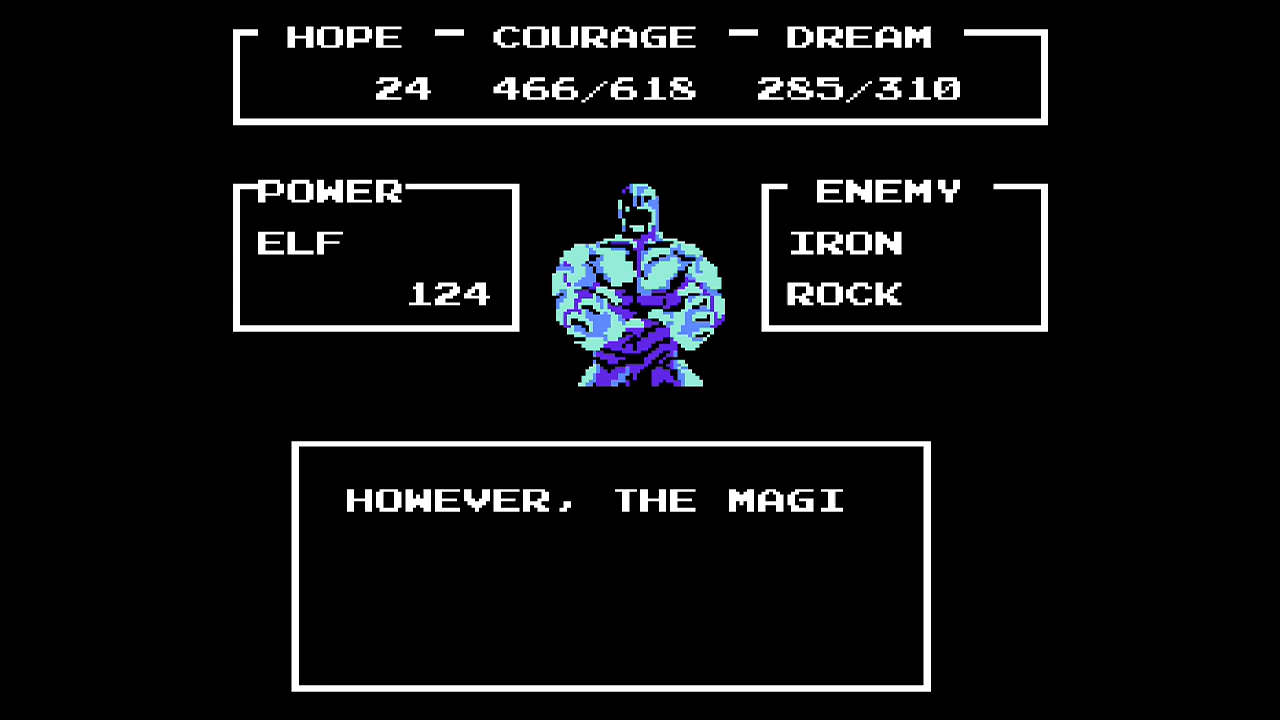 HOPE - COURAGE - DREAM
24 466/618 285/310
POWER
ELF
124
ENEMY
IRON
ROCK
HOWEVER, THE MAGI